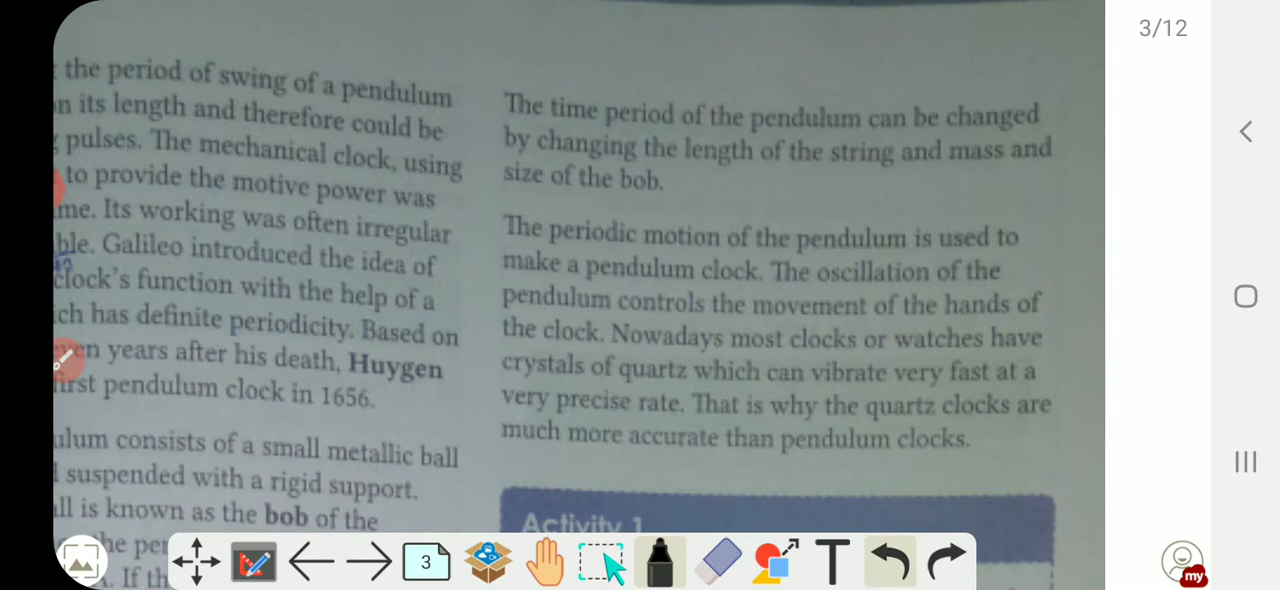 the period of swing of a pendulum
n its length and therefore could be
pulses. The mechanical clock, using
to provide the motive power was
me. Its working was often irregular
ble. Galileo introduced the idea of
clock's function with the help of a
ich has definite periodicity. Based on
even years after his death, Huygen
first pendulum clock in 1656.
ulum consists of a small metallic ball
suspended with a rigid support.
all is known as the bob of the
he per
. If th
The time period of the pendulum can be changed
by changing the length of the string and mass and
size of the bob.
The periodic motion of the pendulum is used to
make a pendulum clock. The oscillation of the
pendulum controls the movement of the hands of
the clock. Nowadays most clocks or watches have
crystals of quartz which can vibrate very fast at a
very precise rate. That is why the quartz clocks are
much more accurate than pendulum clocks.
Activity 1
3/12
3
T
my